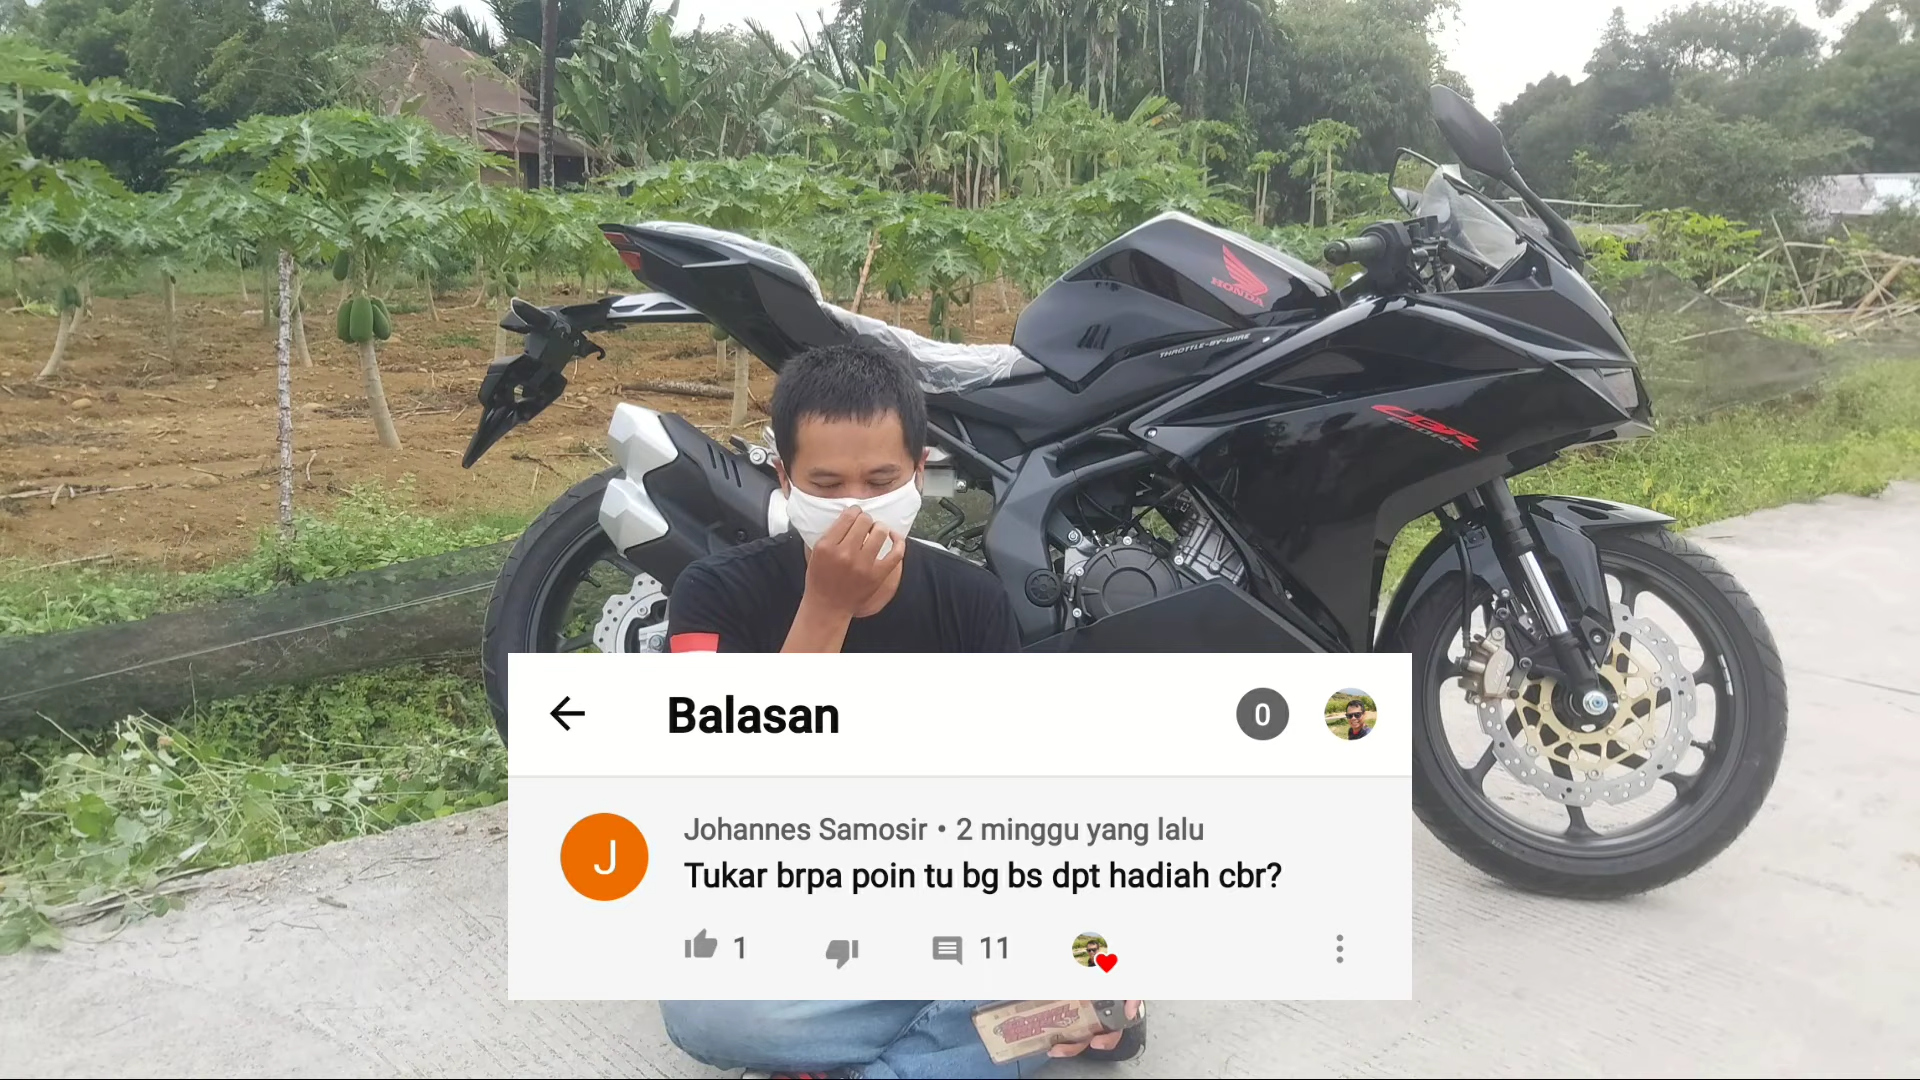 HONDA
THROTTLE-BY-WIRE
CBR
250RR
Balasan
0
J
Johannes Samosir • 2 minggu yang lalu
Tukar brpa poin tu bg bs dpt hadiah cbr?
1
11